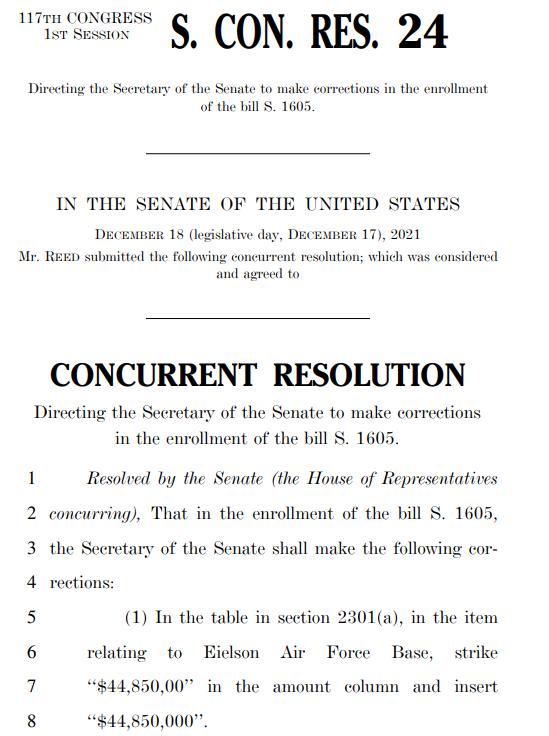 117TH CONGRESS
1ST SESSION
S. CON. RES. 24
Directing the Secretary of the Senate to make corrections in the enrollment
of the bill S. 1605.
IN THE SENATE OF THE UNITED STATES
DECEMBER 18 (legislative day, DECEMBER 17), 2021
Mr. REED submitted the following concurrent resolution; which was considered
and agreed to
CONCURRENT RESOLUTION
Directing the Secretary of the Senate to make corrections
in the enrollment of the bill S. 1605.
1 Resolved by the Senate (the House of Representatives
2 concurring), That in the enrollment of the bill S. 1605,
3 the Secretary of the Senate shall make the following cor-
4 rections:
5 (1) In the table in section 2301(a), in the item
6 relating to Eielson Air Force Base, strike
7 “$44,850,00” in the amount column and insert
8 “$44,850,000”.